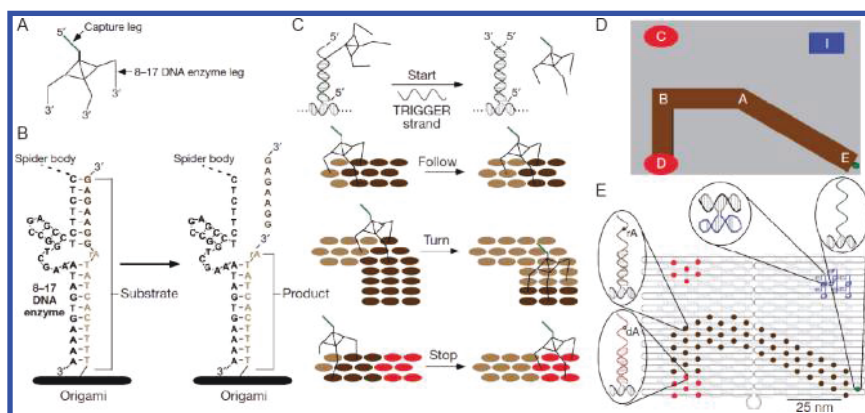 A
5′
Capture leg
8–17 DNA
enzyme leg
3′
3′
3′
B
Spider body
3′
Spider body
3′
8–17
DNA
enzyme
Substrate
Product
3′
3′
Origami
Origami
C
5′
3′
5′
Start
TRIGGER
strand
5′
5′
Follow
Turn
Stop
D
C
I
B
A
D
E
E
rA
dA
25 nm